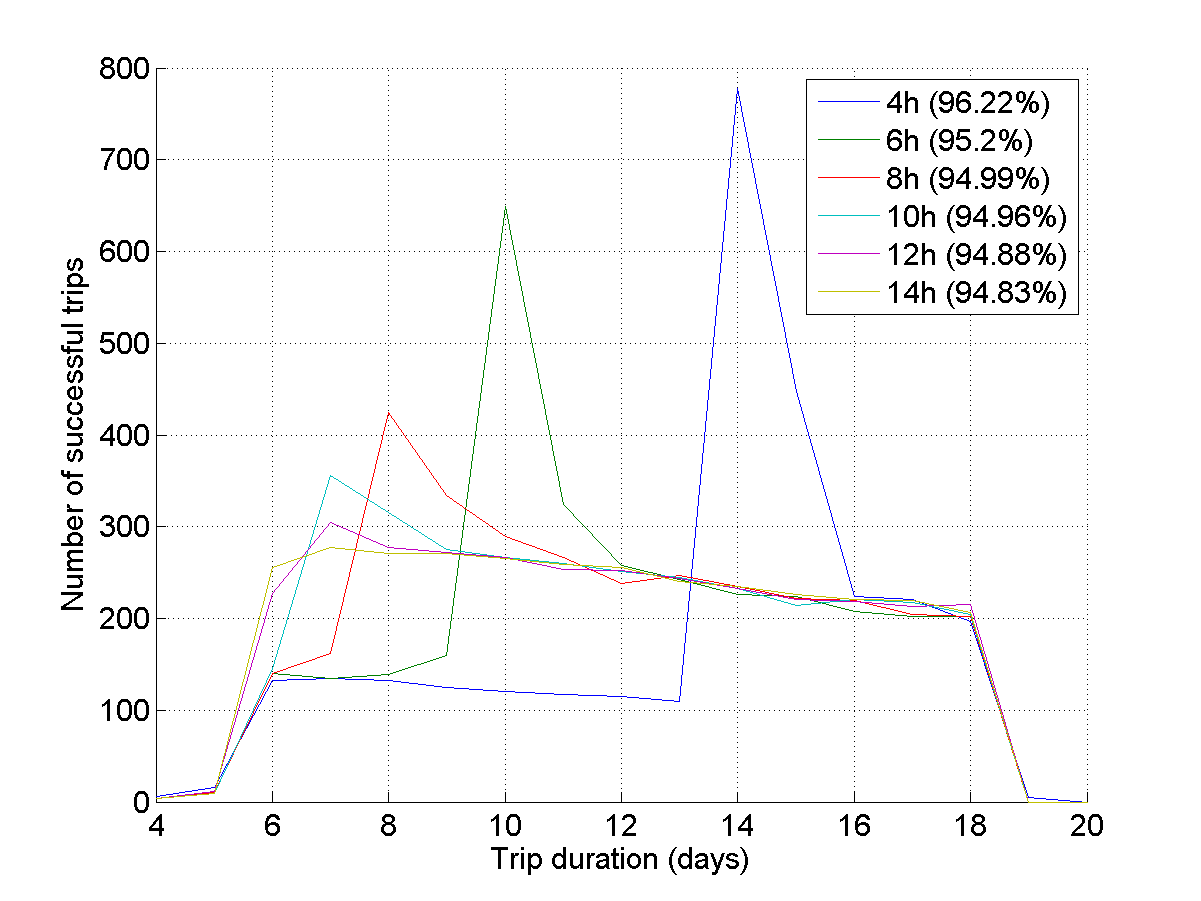 800
700
600
500
400
300
200
100
0
4 6 8 10 12 14 16 18 20
Number of successful trips
Trip duration (days)
4h (96.22%)
6h (95.2%)
8h (94.99%)
10h (94.96%)
12h (94.88%)
14h (94.83%)